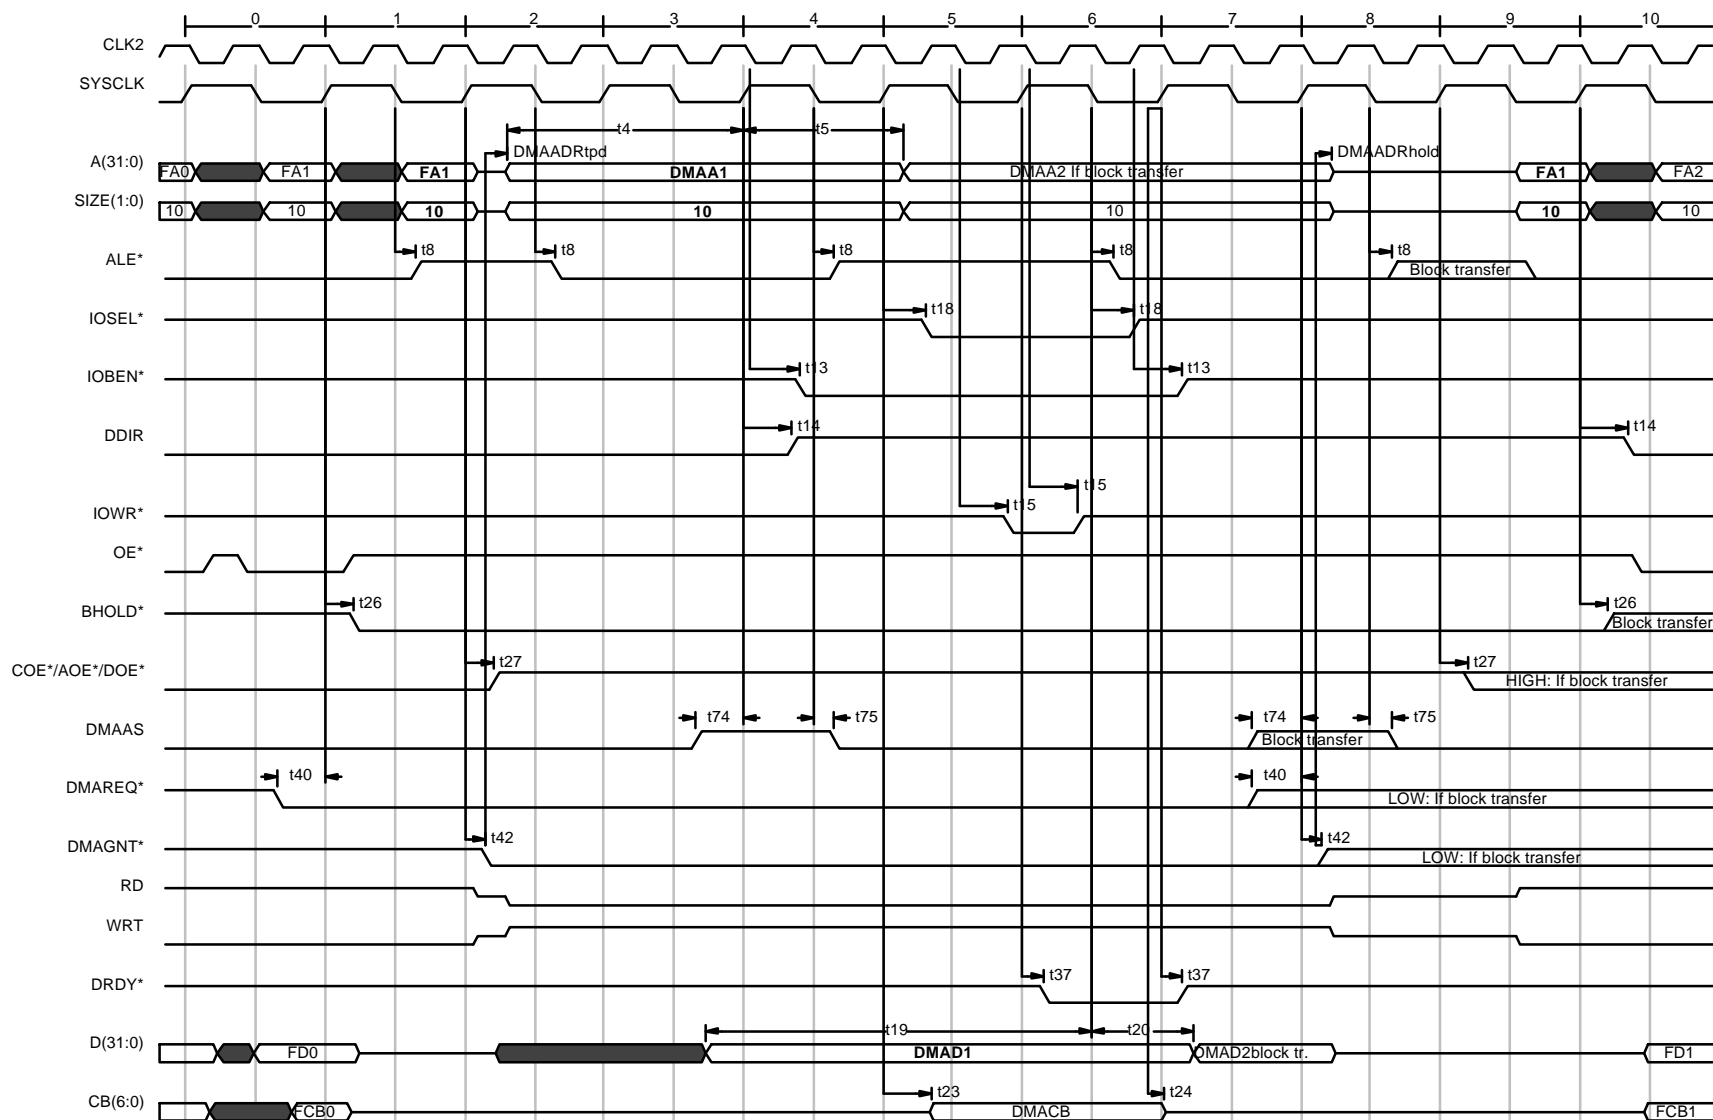 0 1 2 3 4 5 6 7 8 9 10
CLK2
SYSCLK
t4 t5
DMAADRtpd DMAADRhold
A(31:0) FA0 FA1 FA1 DMAA1 DMAA2 If block transfer FA1 FA2
SIZE(1:0) 10 10 10 10 10 10 10
t8 t8 t8 t8 t8
ALE* Block transfer
t18 t18
IOSEL*
t13 t13
IOBEN*
t14 t14
DDIR
t15
t15
IOWR*
OE*
t26 t26
BHOLD* Block transfer
t27 t27
COE*/AOE*/DOE* HIGH: If block transfer
t74 t75 t74 t75
DMAAS Block transfer
t40 t40
DMAREQ* LOW: If block transfer
t42 t42
DMAGNT* LOW: If block transfer
RD
WRT
t37 t37
DRDY*
t19 t20
D(31:0) FD0 DMAD1 DMAD2block tr. FD1
t23 t24
CB(6:0) FCB0 DMACB FCB1